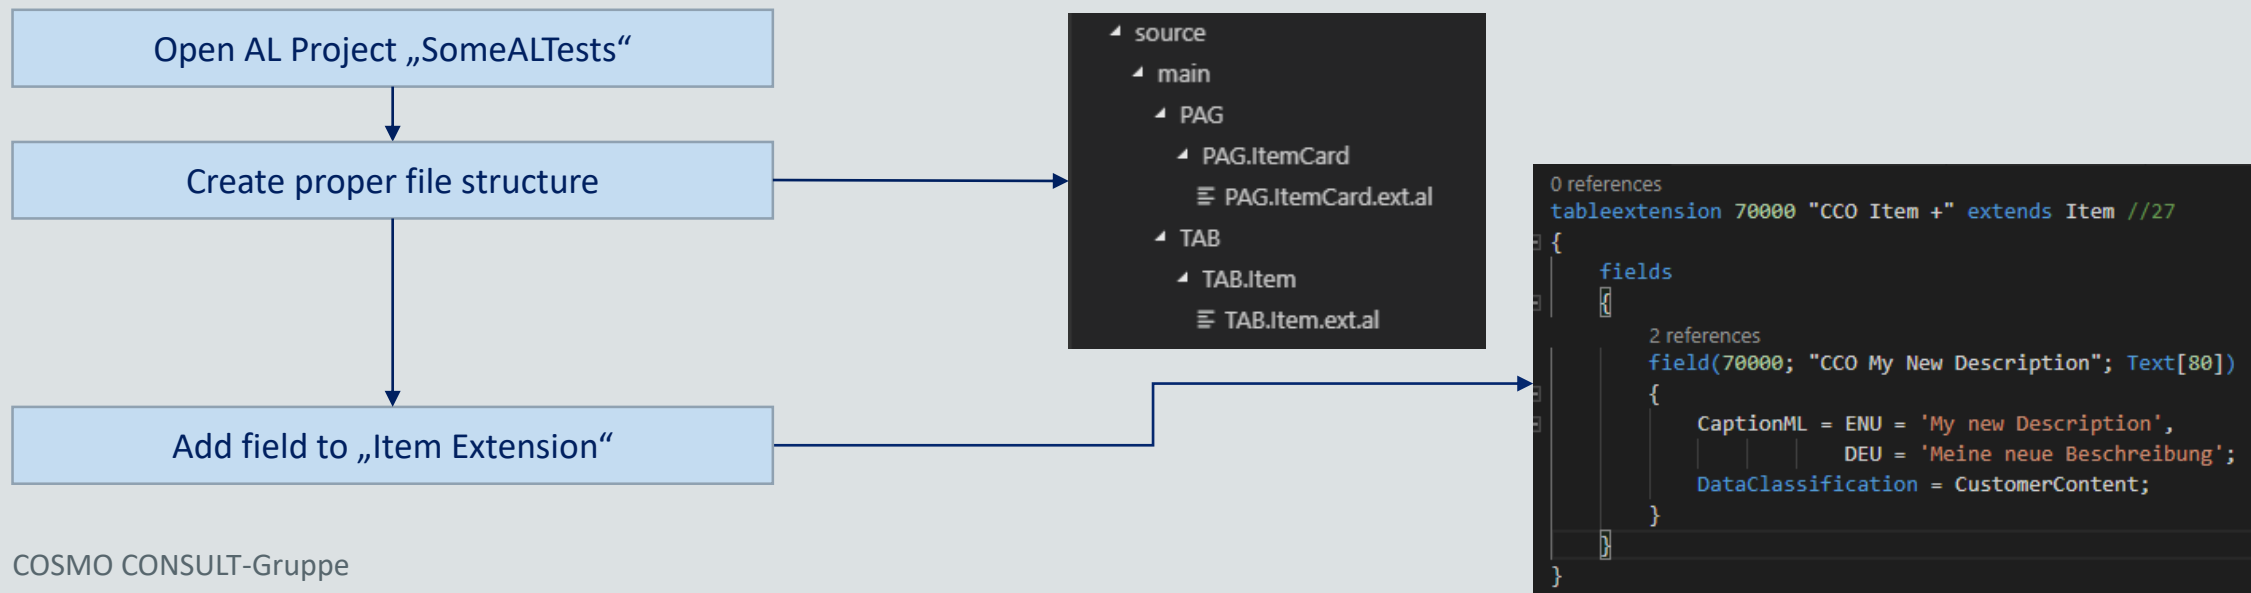 Open AL Project „SomeALTests“
Create proper file structure
Add field to „Item Extension“
source
main
PAG
PAG.ItemCard
PAG.ItemCard.ext.al
TAB
TAB.Item
TAB.Item.ext.al
0 references
tableextension 70000 "CCO Item +" extends Item //27
{
fields
{
2 references
field(70000; "CCO My New Description"; Text[80])
{
CaptionML = ENU = 'My new Description',
DEU = 'Meine neue Beschreibung';
DataClassification = CustomerContent;
}
}
}
COSMO CONSULT-Gruppe